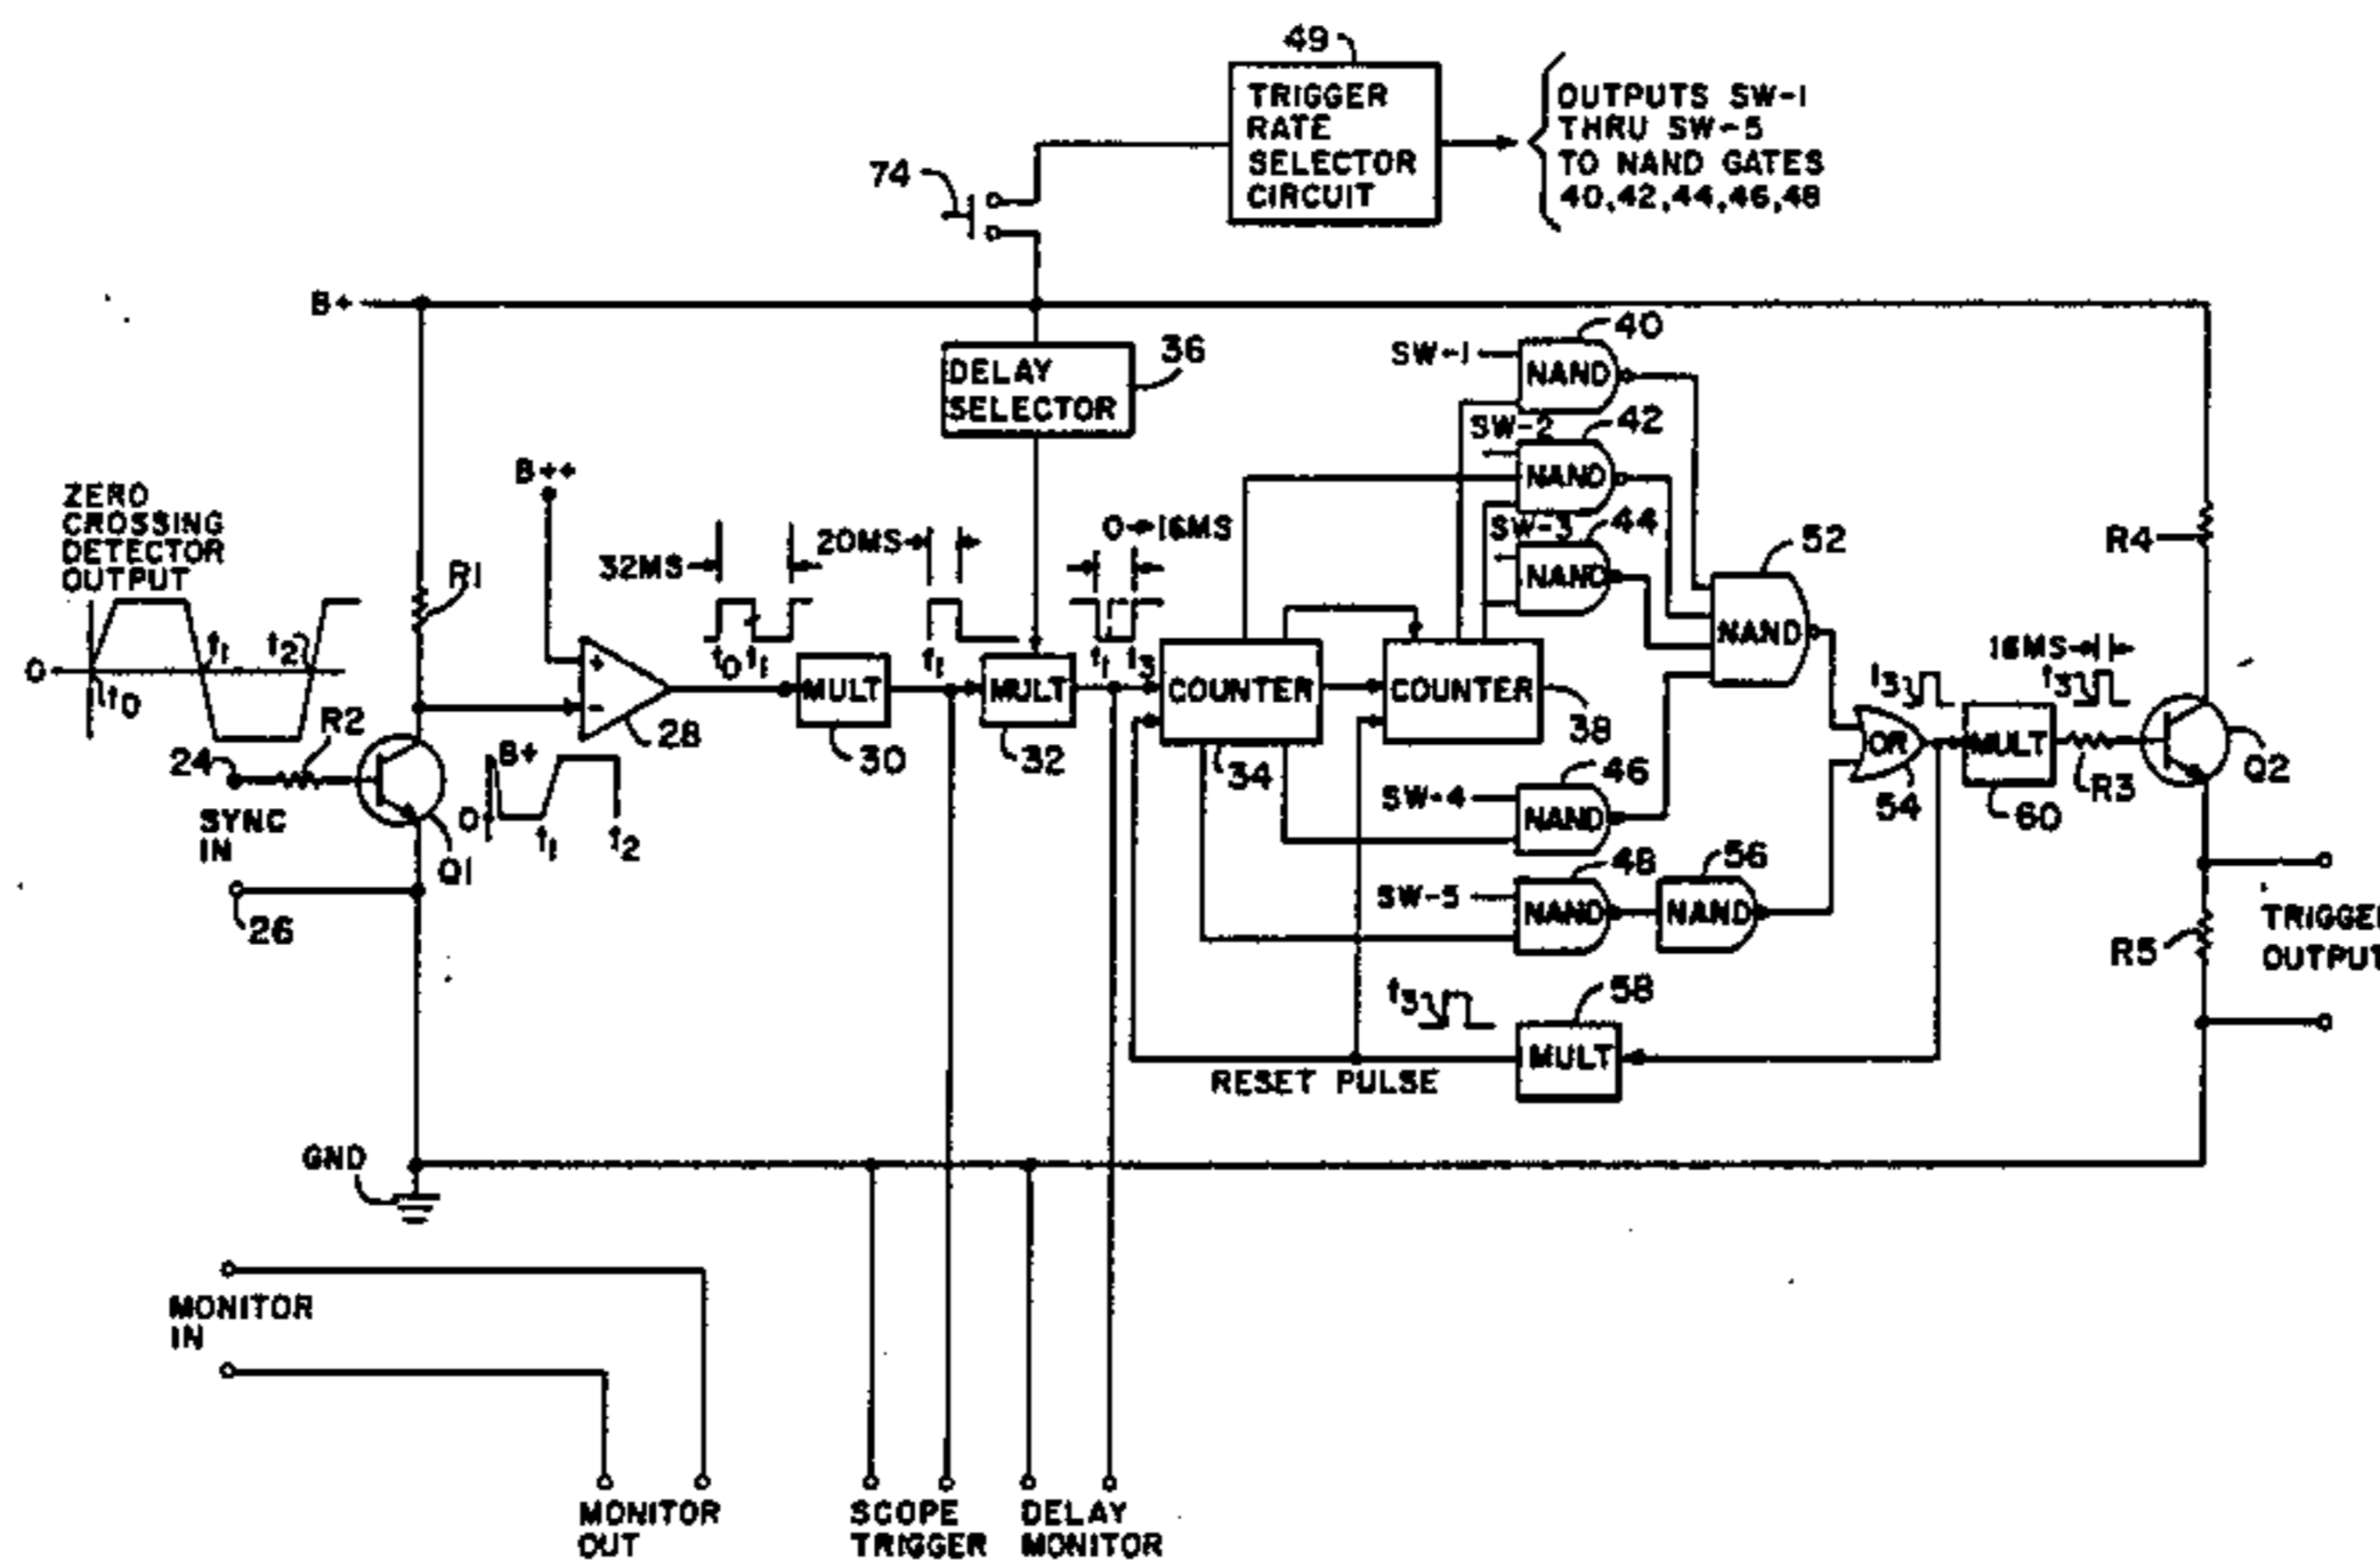 49
TRIGGER
RATE
SELECTOR
CIRCUIT
OUTPUTS SW-1
THRU SW-5
TO NAND GATES
40,42,44,46,48
74
B+
DELAY
SELECTOR
36
SW-1
NAND
40
SW-2
NAND
42
SW-3
NAND
44
B++
ZERO
CROSSING
DETECTOR
OUTPUT
0
t0
t1
t2
R1
R2
24
SYNC
IN
26
Q1
B+
0
t1
t2
+
-
28
32MS
t0
t1
MULT
30
20MS
t1
MULT
32
0→16MS
t1
t3
COUNTER
34
COUNTER
38
NAND
52
SW-4
NAND
46
SW-5
NAND
48
NAND
56
OR
54
t3
MULT
60
16MS
t3
R3
R4
Q2
R5
TRIGGE
OUTPUT
t3
MULT
58
RESET PULSE
GND
MONITOR
IN
MONITOR
OUT
SCOPE
TRIGGER
DELAY
MONITOR